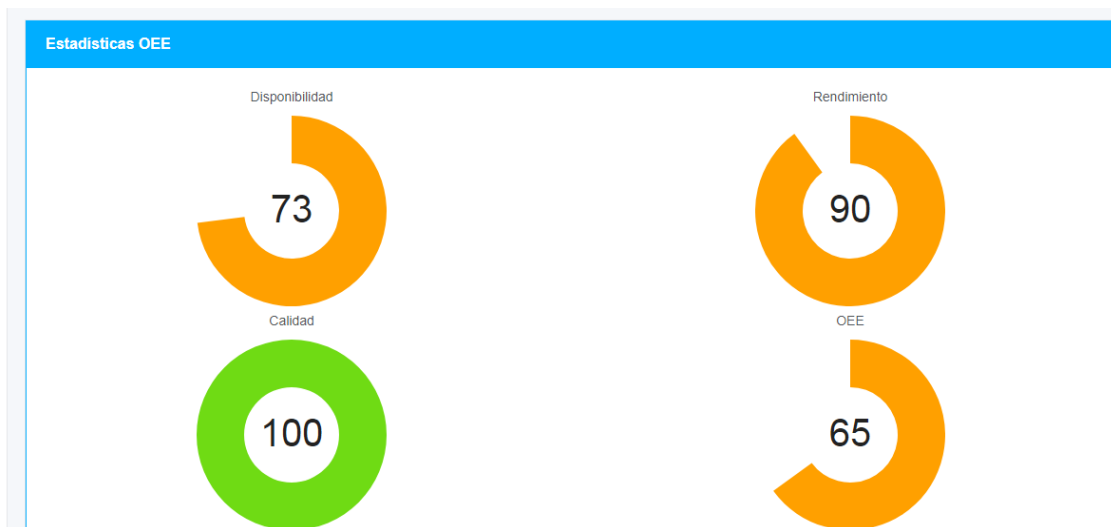 Estadísticas OEE
Disponibilidad
Rendimiento
73
90
Calidad
OEE
100
65